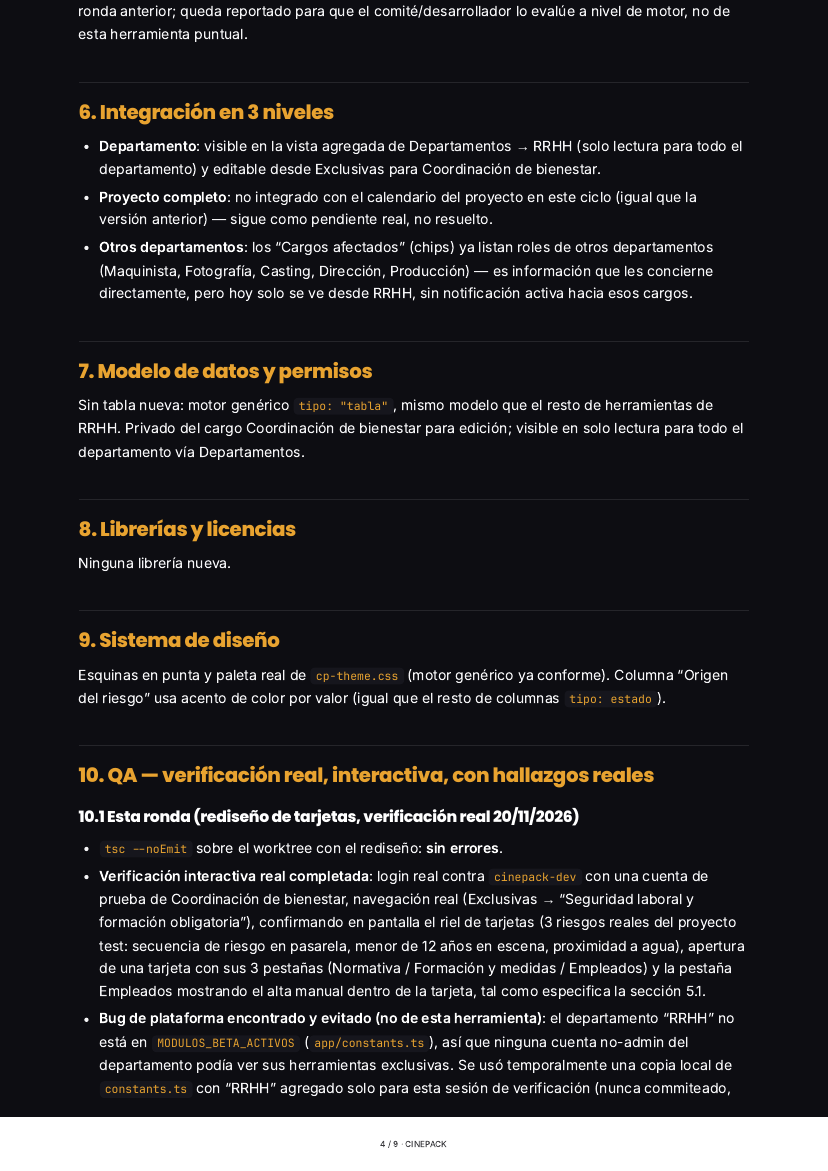 ronda anterior; queda reportado para que el comité/desarrollador lo evalúe a nivel de motor, no de
esta herramienta puntual.
6. Integración en 3 niveles
• Departamento: visible en la vista agregada de Departamentos → RRHH (solo lectura para todo el
departamento) y editable desde Exclusivas para Coordinación de bienestar.
• Proyecto completo: no integrado con el calendario del proyecto en este ciclo (igual que la
versión anterior) — sigue como pendiente real, no resuelto.
• Otros departamentos: los “Cargos afectados” (chips) ya listan roles de otros departamentos
(Maquinista, Fotografía, Casting, Dirección, Producción) — es información que les concierne
directamente, pero hoy solo se ve desde RRHH, sin notificación activa hacia esos cargos.
7. Modelo de datos y permisos
Sin tabla nueva: motor genérico tipo: "tabla", mismo modelo que el resto de herramientas de
RRHH. Privado del cargo Coordinación de bienestar para edición; visible en solo lectura para todo el
departamento vía Departamentos.
8. Librerías y licencias
Ninguna librería nueva.
9. Sistema de diseño
Esquinas en punta y paleta real de cp-theme.css (motor genérico ya conforme). Columna “Origen
del riesgo” usa acento de color por valor (igual que el resto de columnas tipo: estado ).
10. QA — verificación real, interactiva, con hallazgos reales
10.1 Esta ronda (rediseño de tarjetas, verificación real 20/11/2026)
• tsc --noEmit sobre el worktree con el rediseño: sin errores.
• Verificación interactiva real completada: login real contra cinepack-dev con una cuenta de
prueba de Coordinación de bienestar, navegación real (Exclusivas → “Seguridad laboral y
formación obligatoria”), confirmando en pantalla el riel de tarjetas (3 riesgos reales del proyecto
test: secuencia de riesgo en pasarela, menor de 12 años en escena, proximidad a agua), apertura
de una tarjeta con sus 3 pestañas (Normativa / Formación y medidas / Empleados) y la pestaña
Empleados mostrando el alta manual dentro de la tarjeta, tal como especifica la sección 5.1.
• Bug de plataforma encontrado y evitado (no de esta herramienta): el departamento “RRHH” no
está en MODULOS_BETA_ACTIVOS ( app/constants.ts ), así que ninguna cuenta no-admin del
departamento podía ver sus herramientas exclusivas. Se usó temporalmente una copia local de
constants.ts con “RRHH” agregado solo para esta sesión de verificación (nunca commiteado,
4 / 9 · CINEPACK